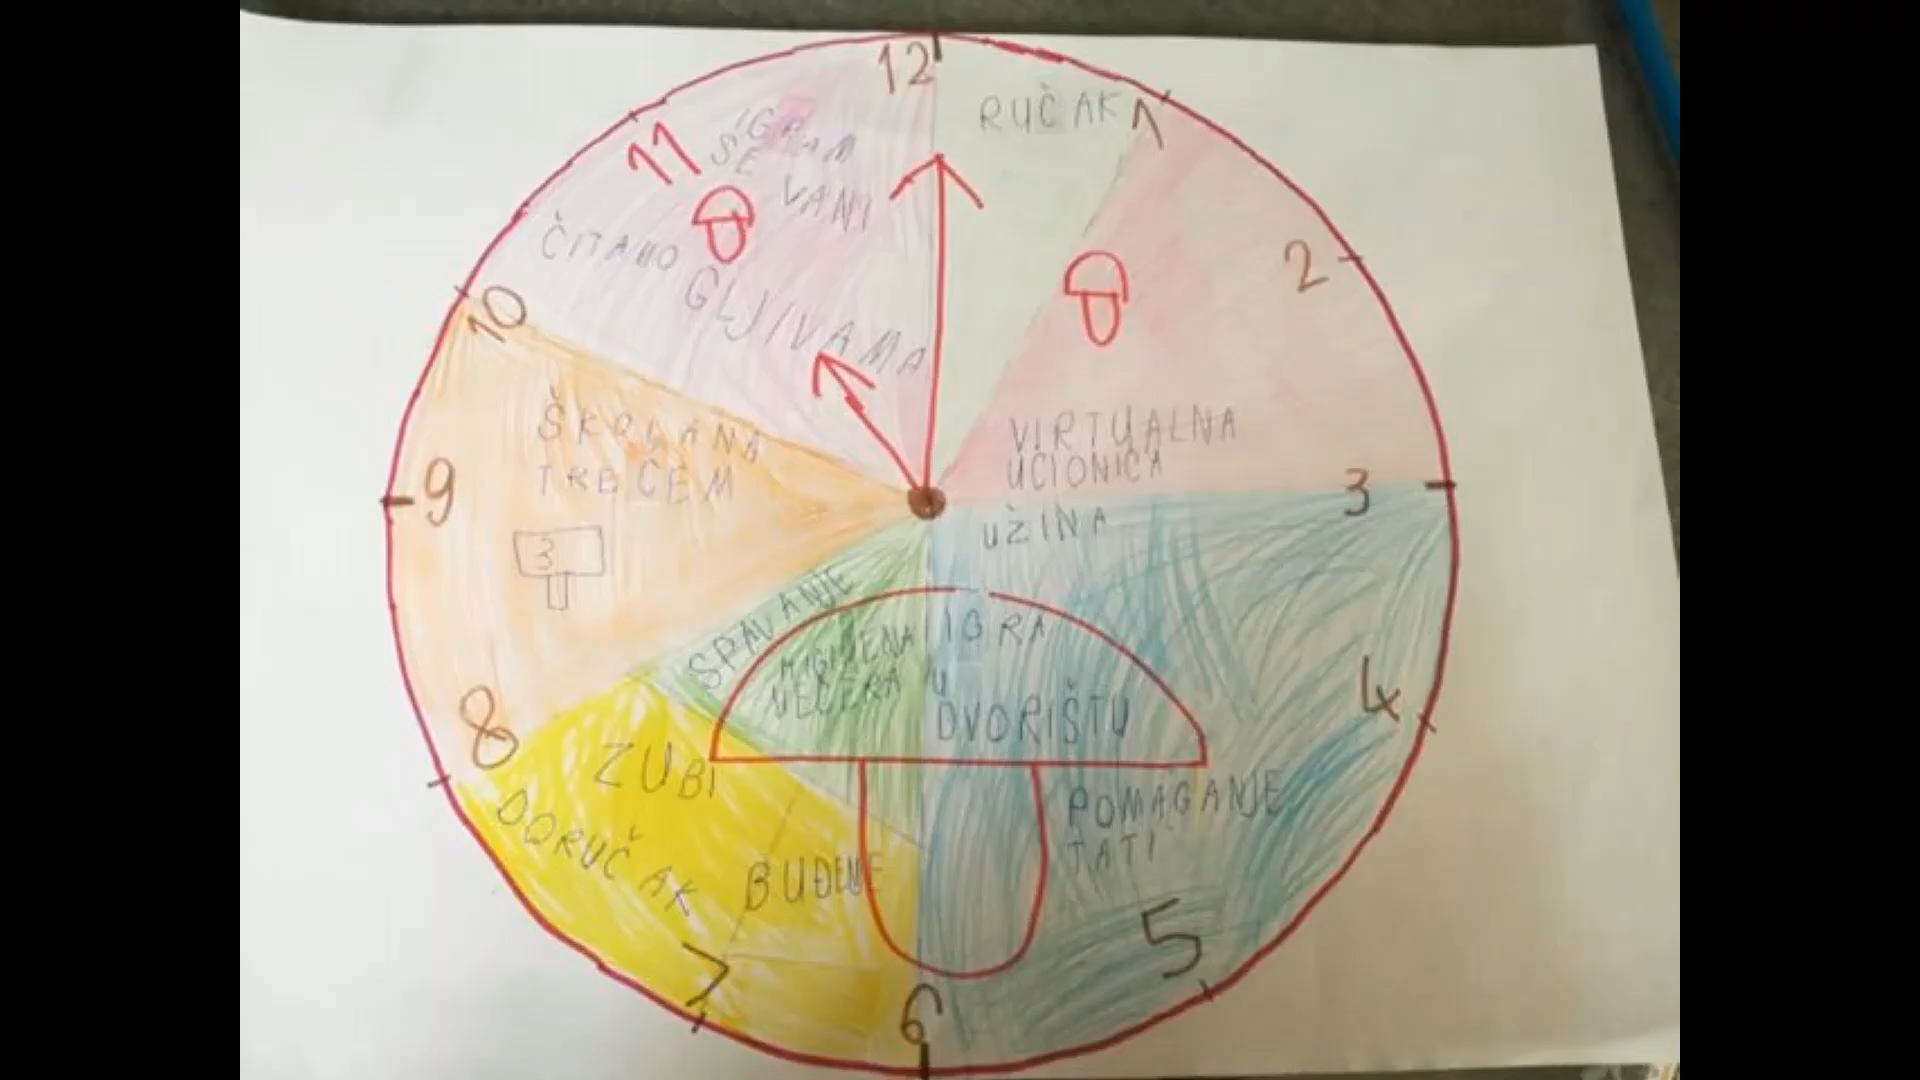 12
RUČAK
1
11
IGRAM
SE
VANI
ČITAMO
GLJIVAMA
2
10
ŠKOLA NA
TREĆEM
3
VIRTUALNA
UČIONICA
9
3
UŽINA
SPAVANJE
HIGIJENA
VEČERA
IGRA
U
DVORIŠTU
4
8
ZUBI
DORUČAK
BUĐENJE
POMAGANJE
TATI
5
7
6